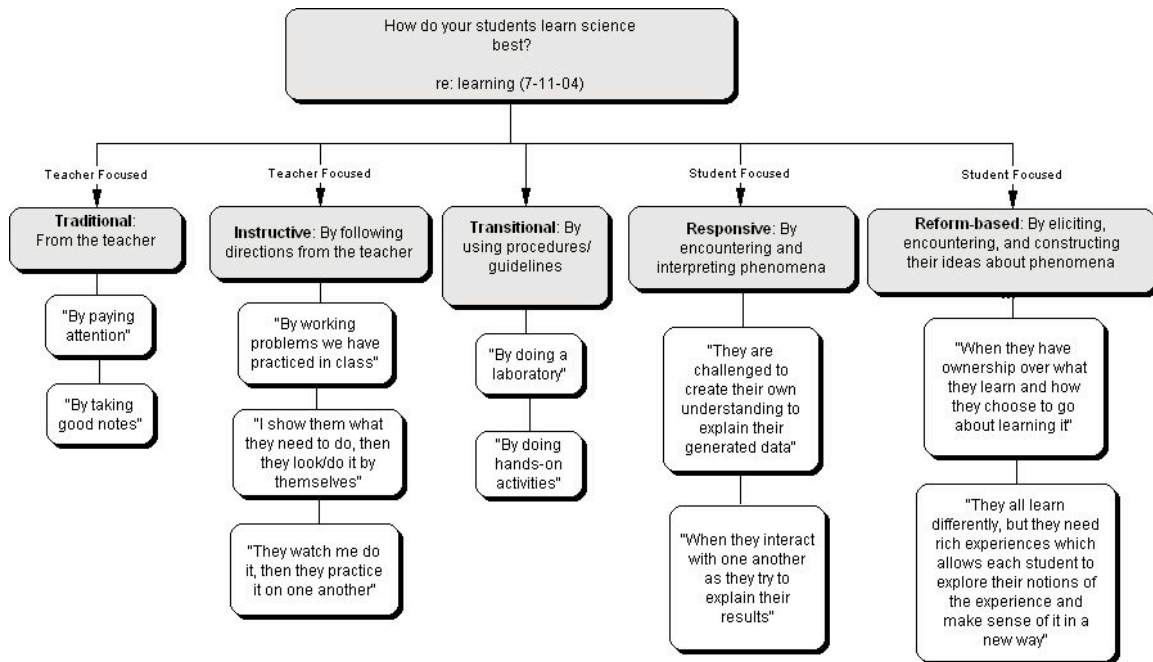 How do your students learn science
best?
re: learning (7-11-04)
Teacher Focused
Teacher Focused
Student Focused
Student Focused
Traditional:
From the teacher
"By paying
attention"
"By taking
good notes"
Instructive: By following
directions from the teacher
"By working
problems we have
practiced in class"
"I show them what
they need to do, then
they look/do it by
themselves"
"They watch me do
it, then they practice
it on one another"
Transitional: By
using procedures/
guidelines
"By doing a
laboratory"
"By doing
hands-on
activities"
Responsive: By
encountering and
interpreting phenomena
"They are
challenged to
create their own
understanding to
explain their
generated data"
"When they interact
with one another
as they try to
explain their
results"
Reform-based: By eliciting,
encountering, and constructing
their ideas about phenomena
"When they have
ownership over what
they learn and how
they choose to go
about learning it"
"They all learn
differently, but they need
rich experiences which
allows each student to
explore their notions of
the experience and
make sense of it in a
new way"